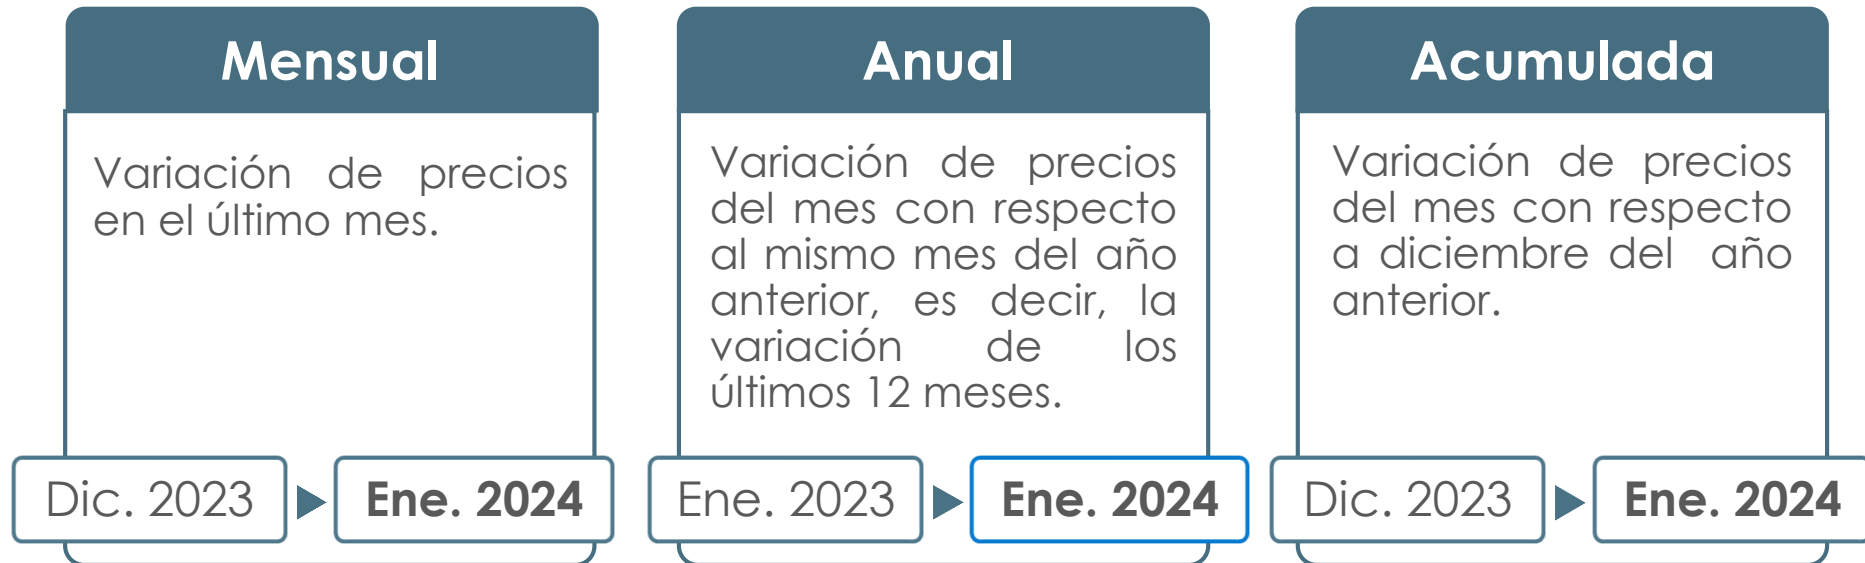 Mensual
Variación de precios
en el último mes.
Dic. 2023
Ene. 2024
Anual
Variación de precios
del mes con respecto
al mismo mes del año
anterior, es decir, la
variación de los
últimos 12 meses.
Ene. 2023
Ene. 2024
Acumulada
Variación de precios
del mes con respecto
a diciembre del año
anterior.
Dic. 2023
Ene. 2024